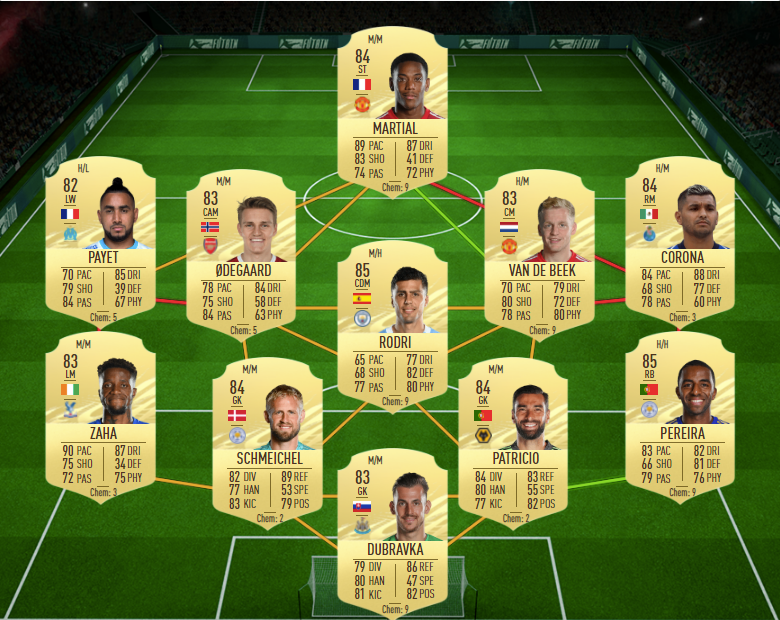 M/M
84
ST
MARTIAL
89 PAC 87 DRI
83 SHO 41 DEF
74 PAS 72 PHY
Chem: 9
H/L
82
LW
PAYET
70 PAC 85 DRI
79 SHO 39 DEF
84 PAS 67 PHY
Chem: 5
M/M
83
CAM
ØDEGAARD
78 PAC 84 DRI
75 SHO 58 DEF
84 PAS 63 PHY
Chem: 5
M/H
85
CDM
RODRI
65 PAC 77 DRI
68 SHO 82 DEF
77 PAS 80 PHY
Chem: 9
H/M
83
CM
VAN DE BEEK
70 PAC 79 DRI
80 SHO 72 DEF
78 PAS 80 PHY
Chem: 9
H/M
84
RM
CORONA
84 PAC 88 DRI
68 SHO 77 DEF
78 PAS 60 PHY
Chem: 3
M/M
83
LM
ZAHA
90 PAC 87 DRI
75 SHO 34 DEF
72 PAS 75 PHY
Chem: 3
M/M
84
GK
SCHMEICHEL
82 DIV 89 REF
77 HAN 53 SPE
83 KIC 79 POS
Chem: 2
M/M
83
GK
DUBRAVKA
79 DIV 86 REF
80 HAN 47 SPE
81 KIC 82 POS
Chem: 9
M/M
84
GK
PATRICIO
84 DIV 83 REF
80 HAN 55 SPE
77 KIC 82 POS
Chem: 2
H/H
85
RB
PEREIRA
83 PAC 82 DRI
66 SHO 81 DEF
79 PAS 76 PHY
Chem: 9